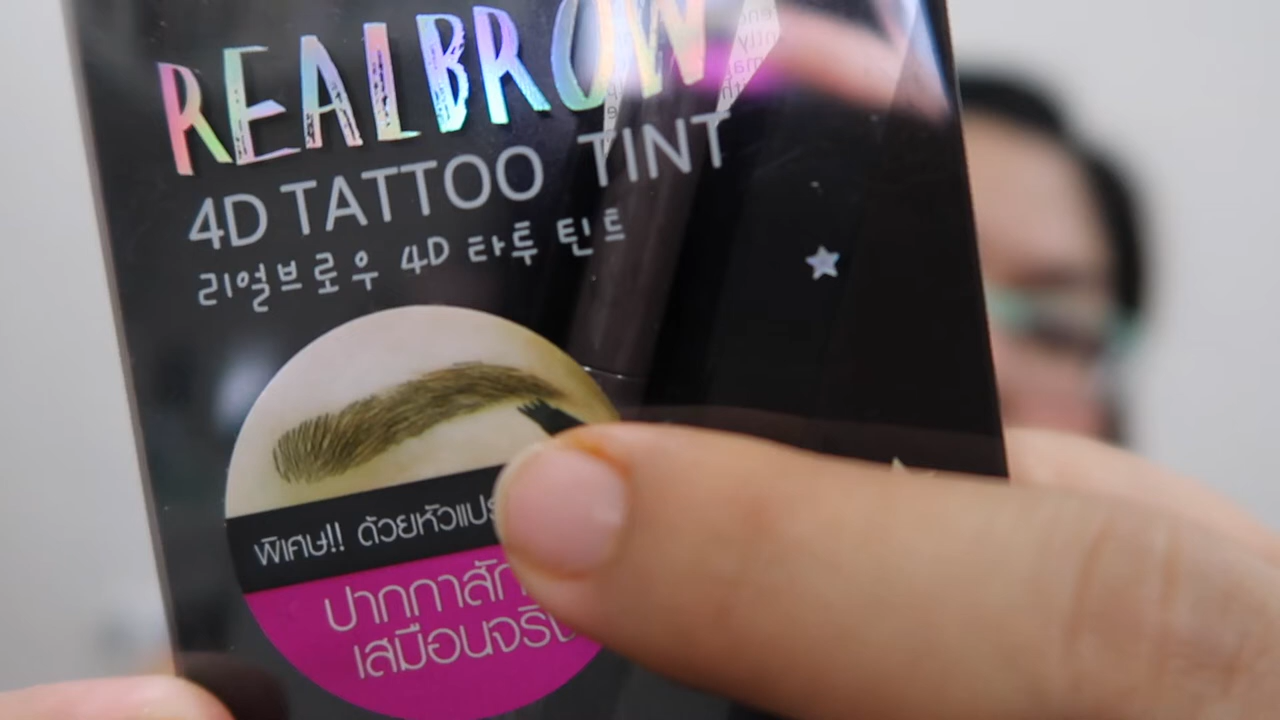 REALBROW
4D TATTOO TINT
리얼브로우 4D 타투 틴트
พิเศษ!! ด้วยหัวแปร
ปากกาสัก
เสมือนจริง